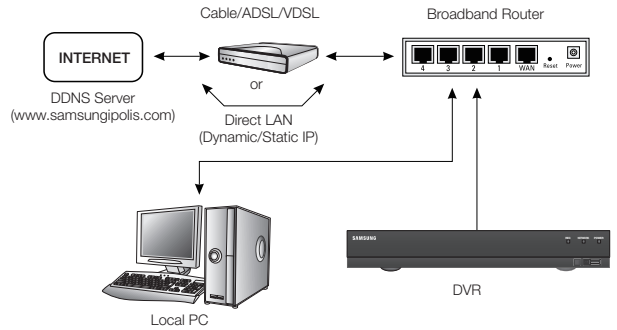 Cable/ADSL/VDSL
Broadband Router
INTERNET
4 3 2 1 WAN Reset Power
or
DDNS Server
(www.samsungipolis.com)
Direct LAN
(Dynamic/Static IP)
SAMSUNG
DVR
Local PC